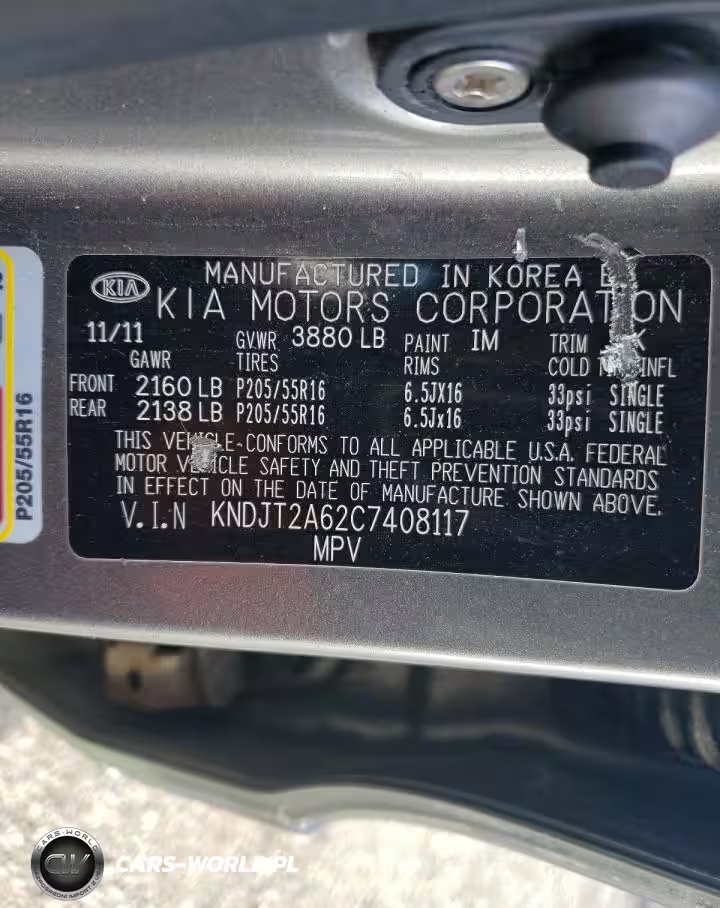 MANUFACTURED IN KOREA
KIA KIA MOTORS CORPORATION
11/11 GVWR 3880 LB PAINT IM TRIM
GAWR TIRES RIMS COLD INFL
FRONT 2160 LB P205/55R16 6.5JX16 33psi SINGLE
REAR 2138 LB P205/55R16 6.5Jx16 33psi SINGLE
THIS VEHICLE CONFORMS TO ALL APPLICABLE U.S.A. FEDERAL
MOTOR VEHICLE SAFETY AND THEFT PREVENTION STANDARDS
IN EFFECT ON THE DATE OF MANUFACTURE SHOWN ABOVE.
V.I.N KNDJT2A62C7408117
MPV
P205/55R16
CARS-WORLD
CW
CARS-WORLD.PL